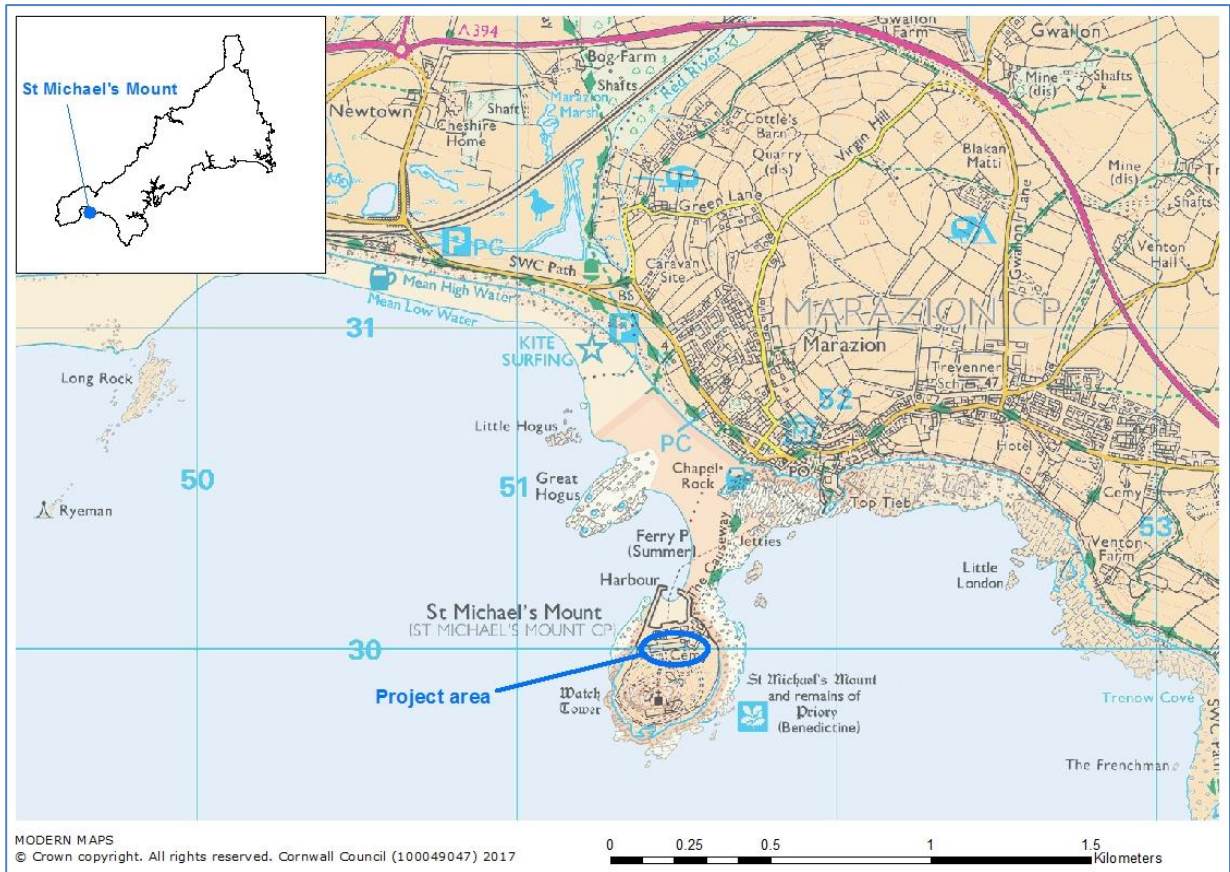 St Michael's Mount
A394
Gwallon
Farm
Gwallon
Bog Farm
Shafts
Red River
Mine
(dis)
Shafts
Newtown
Shaft
Marazion
Marsh
Cheshire
Home
Cottle's
Barn
Quarry
(dis)
Virgin Hill
Blakan
Matti
Mine
(dis)
Shafts
Green Lane
Gwallon Lane
Venton
Hall
P PC
SWC Path
Caravan
Site
Mean High Water
Mean Low Water
BS
MARAZION CP
31
P
KITE
SURFING
4
Marazion
Trevenner
Sch
47
Long Rock
52
Little Hogus
PC
Hotel
50
51
Great
Hogus
Chapel
Rock
PO
Top Tieb
Cemy
53
Ryeman
Ferry P
(Summer)
Causeway
Jetties
Venton
Farm
Harbour
Little
London
St Michael's Mount
[ST MICHAEL'S MOUNT CP]
30
Cemy
Project area
Watch
Tower
St Michael's Mount
and remains of
Priory
(Benedictine)
Trenow Cove
SWC Path
The Frenchman
MODERN MAPS
© Crown copyright. All rights reserved. Cornwall Council (100049047) 2017
0 0.25 0.5 1 1.5
Kilometers